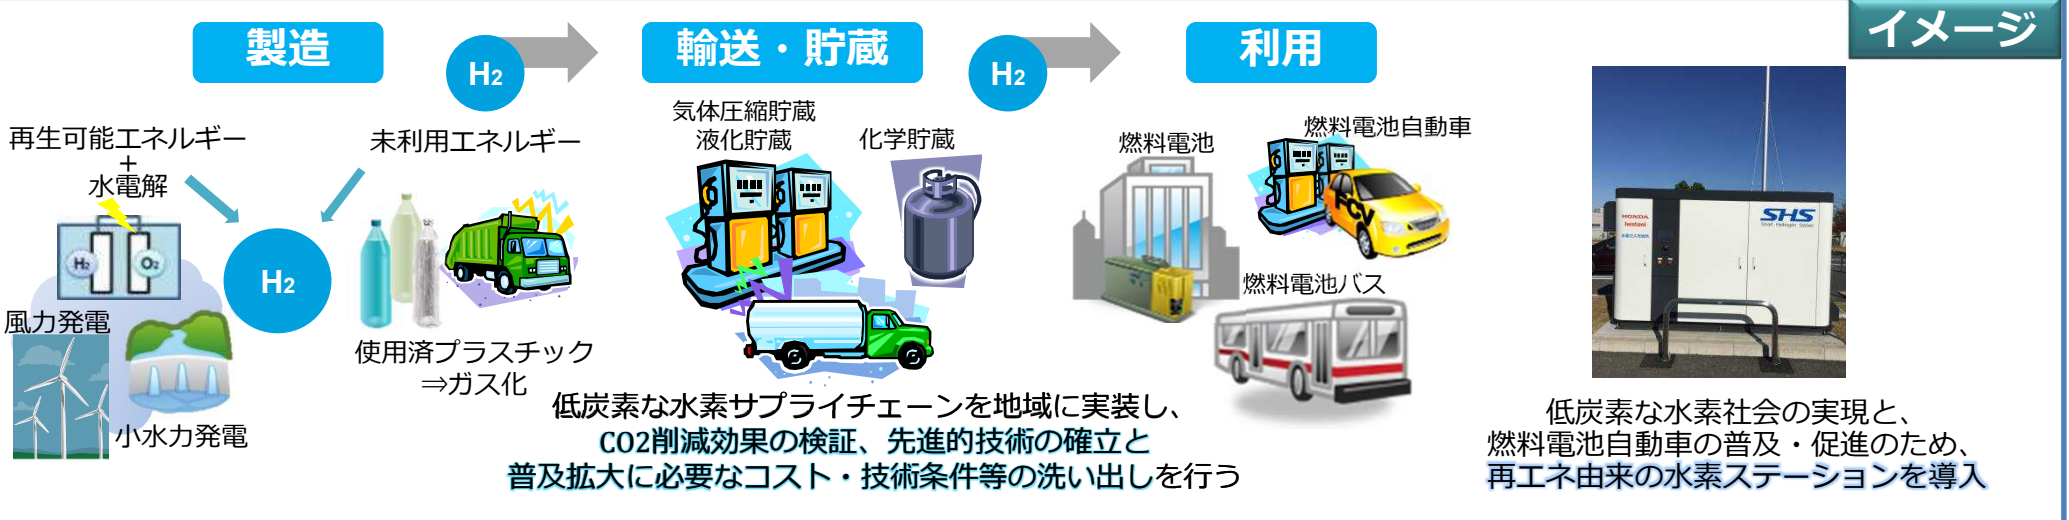 イメージ
製造
H2
輸送・貯蔵
H2
利用
再生可能エネルギー
+
水電解
H2
O2
風力発電
小水力発電
H2
未利用エネルギー
使用済プラスチック
⇒ガス化
気体圧縮貯蔵
液化貯蔵
化学貯蔵
燃料電池
燃料電池自動車
FCV
燃料電池バス
低炭素な水素サプライチェーンを地域に実装し、
CO2削減効果の検証、先進的技術の確立と
普及拡大に必要なコスト・技術条件等の洗い出しを行う
HONDA
Iwatani
SHS
Smart Hydrogen Station
低炭素な水素社会の実現と、
燃料電池自動車の普及・促進のため、
再エネ由来の水素ステーションを導入